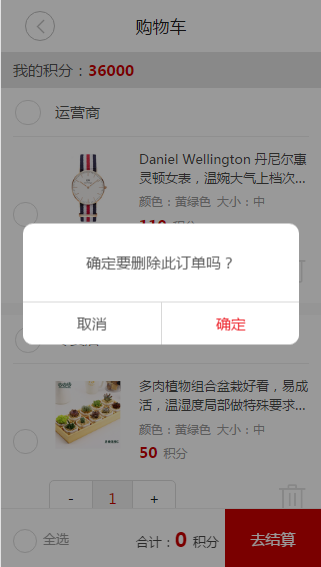 购物车
我的积分：36000
运营商
Daniel Wellington 丹尼尔惠
灵顿女表，温婉大气上档次...
颜色：黄绿色 大小：中
确定要删除此订单吗？
取消 确定
多肉植物组合盆栽好看，易成
活，温湿度局部做特殊要求...
颜色：黄绿色 大小：中
50 积分
- 1 +
全选 合计：0 积分 去结算